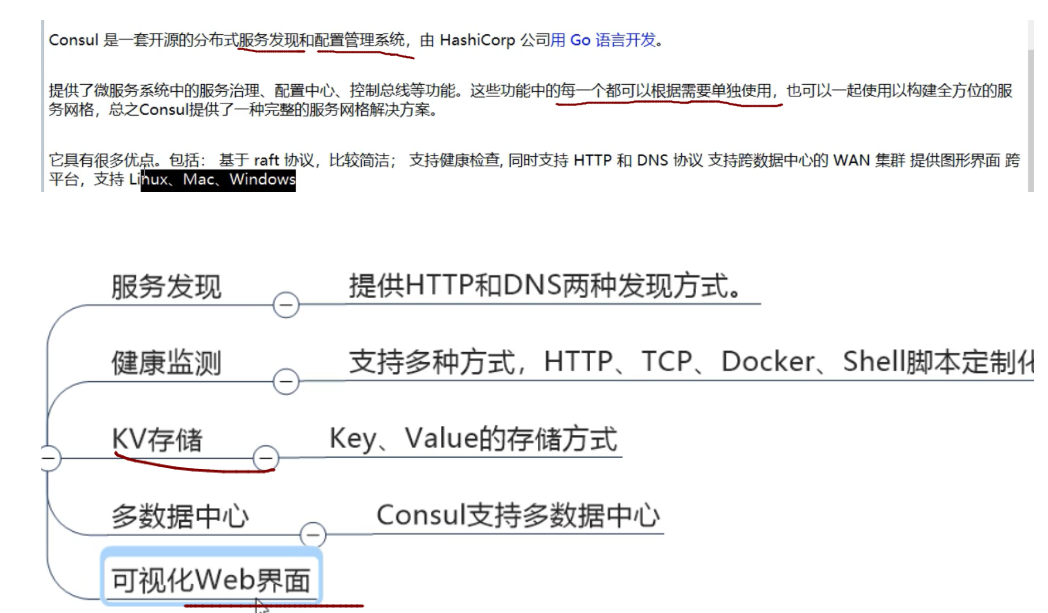 Consul 是一套开源的分布式服务发现和配置管理系统，由 HashiCorp 公司用 Go 语言开发。
提供了微服务系统中的服务治理、配置中心、控制总线等功能。这些功能中的每一个都可以根据需要单独使用，也可以一起使用以构建全方位的服
务网格，总之Consul提供了一种完整的服务网格解决方案。
它具有很多优点。包括： 基于 raft 协议，比较简洁； 支持健康检查, 同时支持 HTTP 和 DNS 协议 支持跨数据中心的 WAN 集群 提供图形界面 跨
平台，支持 Linux、Mac、Windows
服务发现 提供HTTP和DNS两种发现方式。
健康监测 支持多种方式，HTTP、TCP、Docker、Shell脚本定制化
KV存储 Key、Value的存储方式
多数据中心 Consul支持多数据中心
可视化Web界面